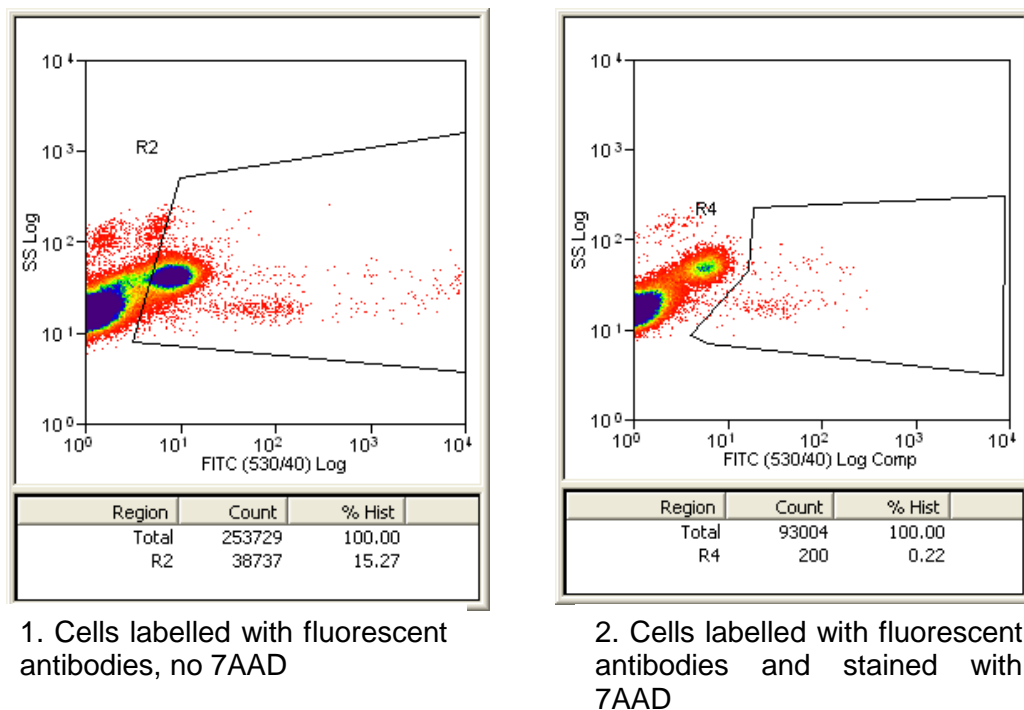 10⁴
10³
R2
SS Log
10²
10¹
10⁰
10⁰ 10¹ 10² 10³ 10⁴
FITC (530/40) Log
Region Count % Hist
Total 253729 100.00
R2 38737 15.27
1. Cells labelled with fluorescent
antibodies, no 7AAD
10⁴
10³
R4
SS Log
10²
10¹
10⁰
10⁰ 10¹ 10² 10³ 10⁴
FITC (530/40) Log Comp
Region Count % Hist
Total 93004 100.00
R4 200 0.22
2. Cells labelled with fluorescent
antibodies and stained with
7AAD